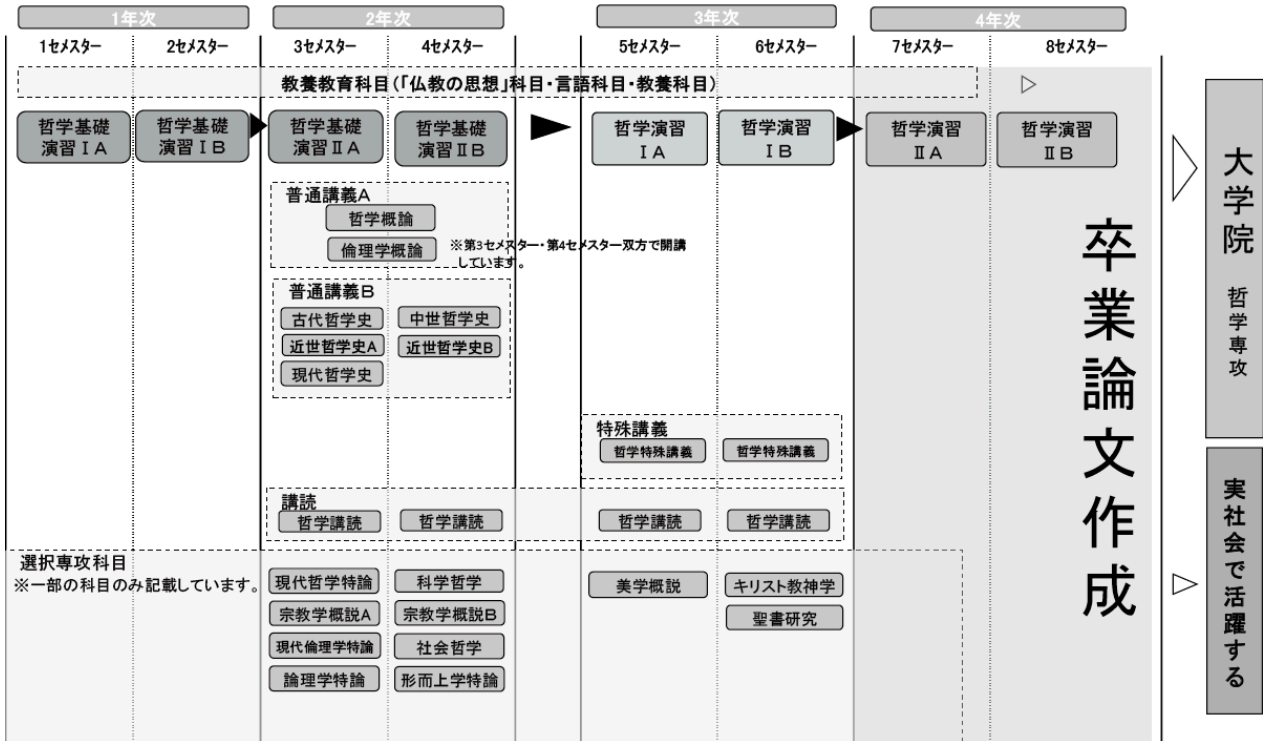 1年次
2年次
3年次
4年次
1セメスター
2セメスター
3セメスター
4セメスター
5セメスター
6セメスター
7セメスター
8セメスター
教養教育科目(「仏教の思想」科目・言語科目・教養科目)
哲学基礎
演習ⅠA
哲学基礎
演習ⅠB
哲学基礎
演習ⅡA
哲学基礎
演習ⅡB
哲学演習
ⅠA
哲学演習
ⅠB
哲学演習
ⅡA
哲学演習
ⅡB
普通講義A
哲学概論
倫理学概論
※第3セメスター・第4セメスター双方で開講
しています。
普通講義B
古代哲学史
中世哲学史
近世哲学史A
近世哲学史B
現代哲学史
特殊講義
哲学特殊講義
哲学特殊講義
講読
哲学講読
哲学講読
哲学講読
哲学講読
選択専攻科目
※一部の科目のみ記載しています。
現代哲学特論
科学哲学
美学概説
キリスト教神学
宗教学概説A
宗教学概説B
聖書研究
現代倫理学特論
社会哲学
論理学特論
形而上学特論
卒業論文作成
大学院 哲学専攻
実社会で活躍する